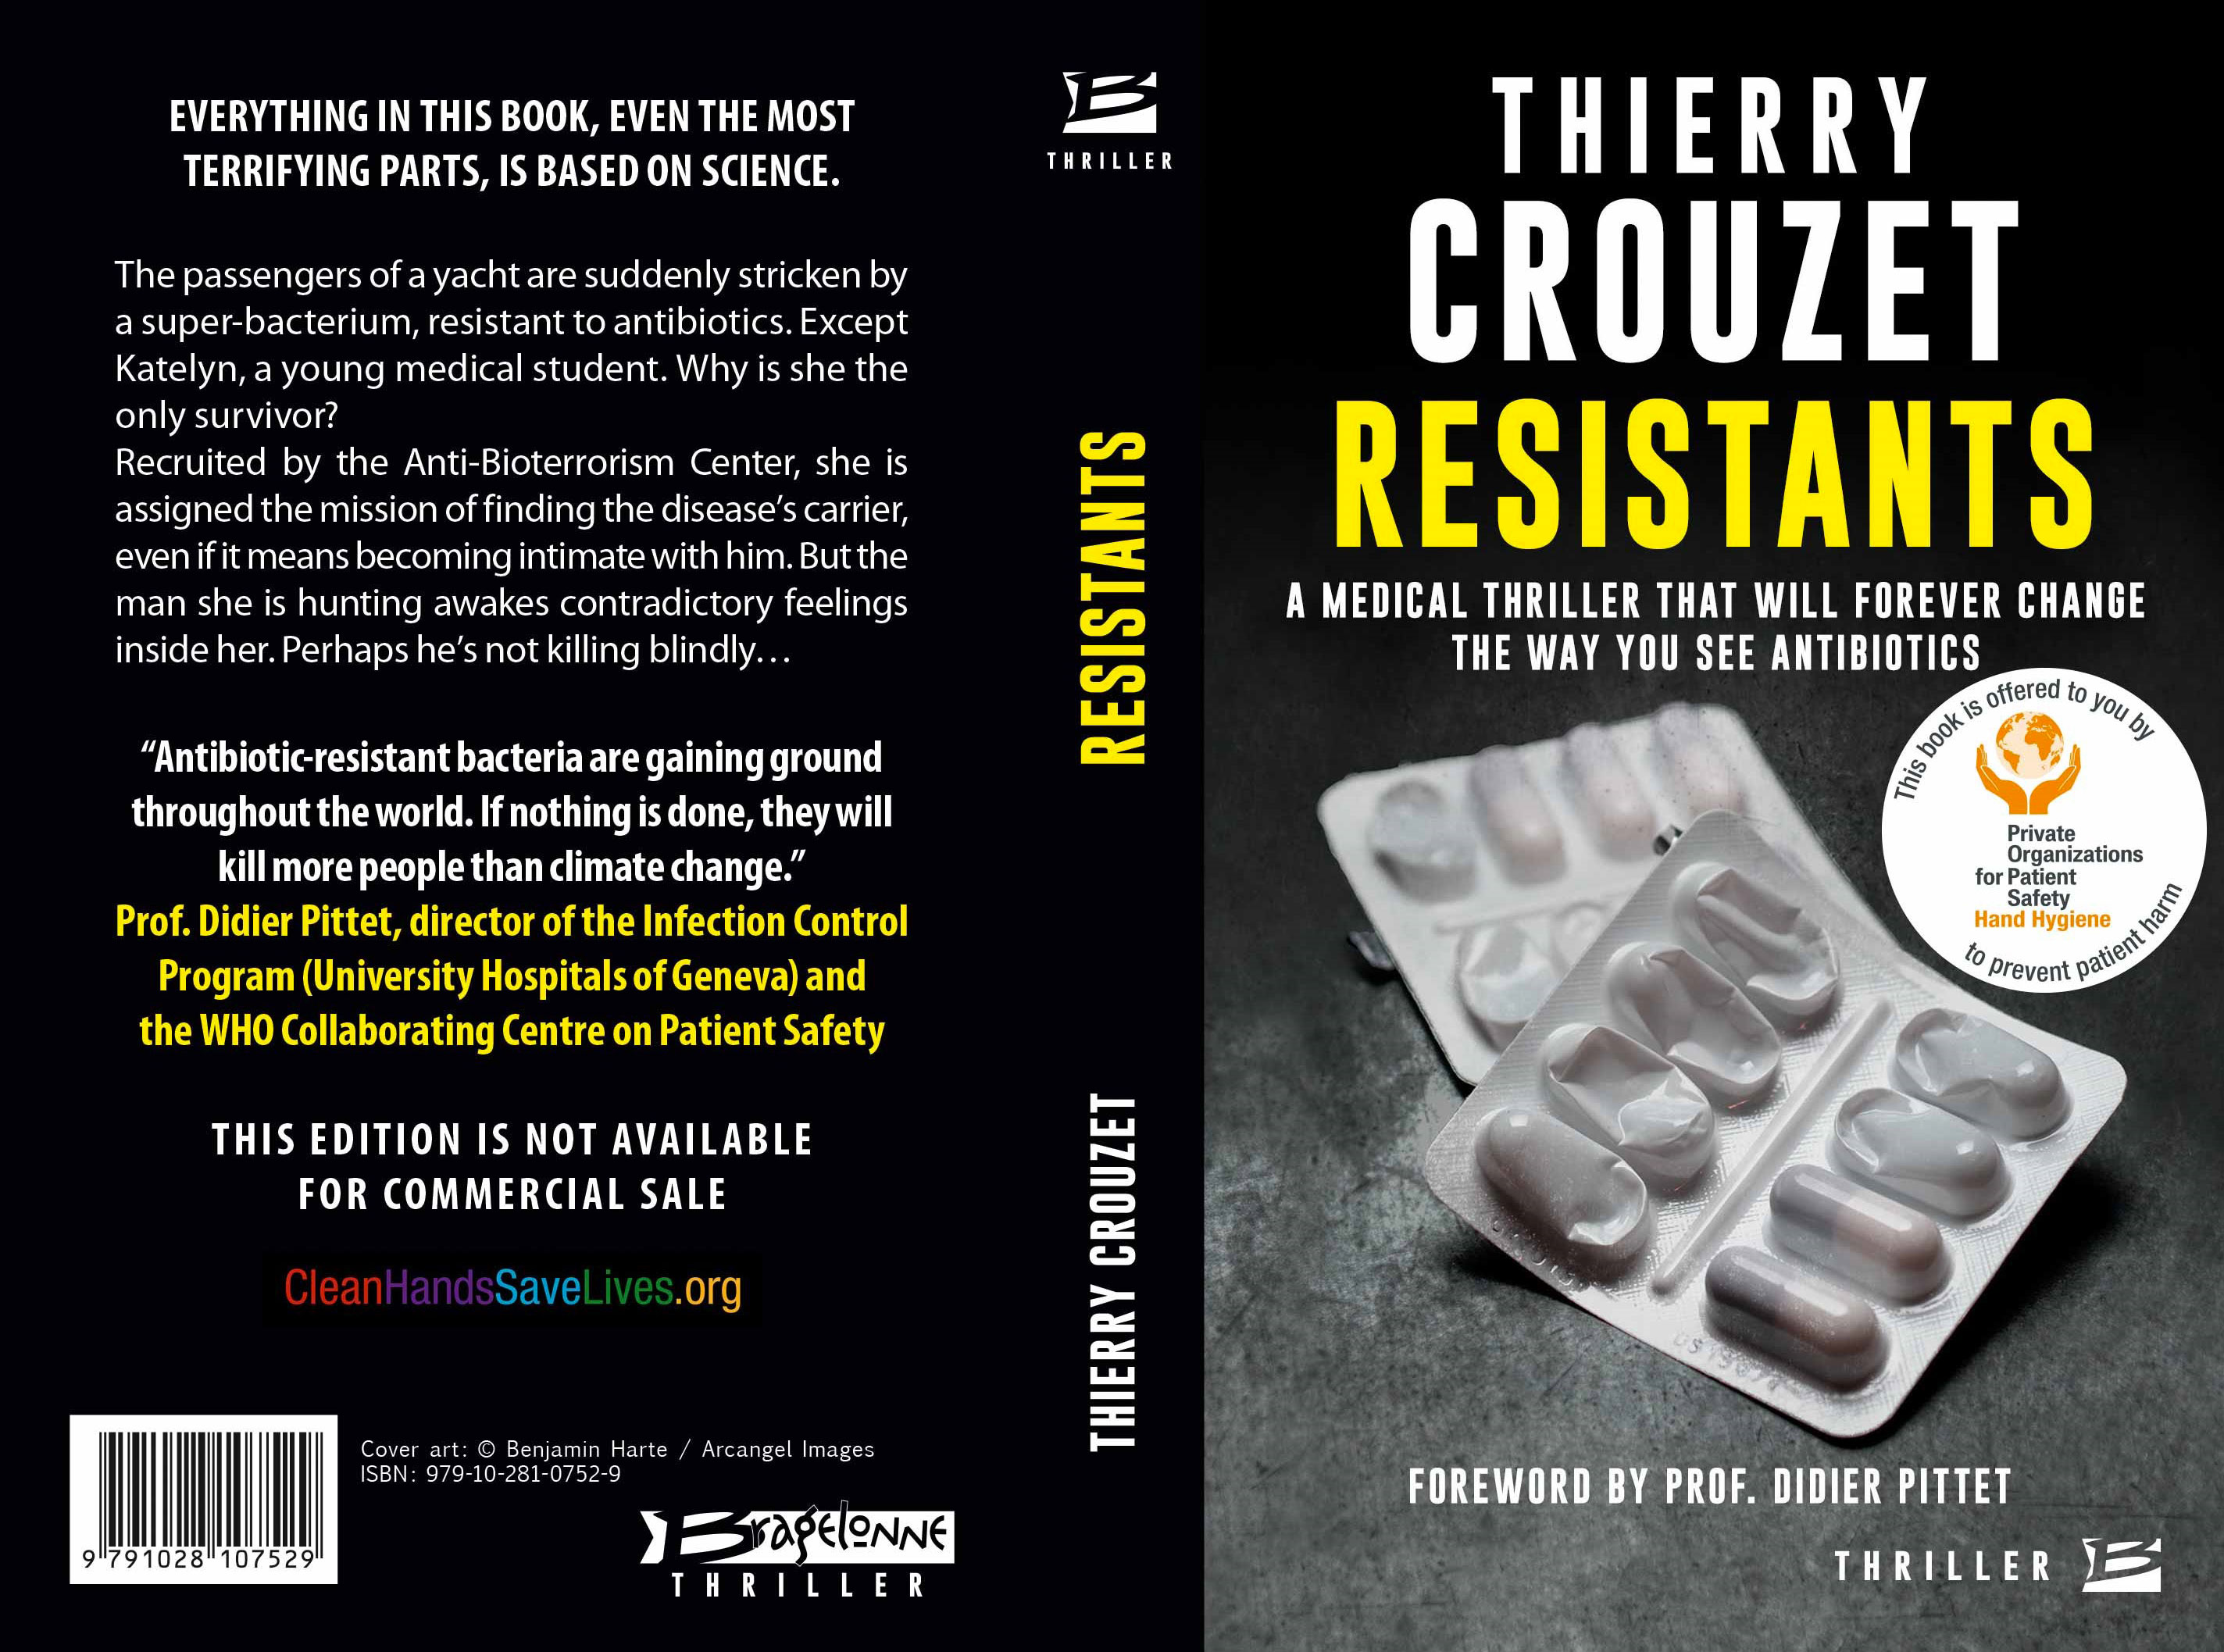 EVERYTHING IN THIS BOOK, EVEN THE MOST
TERRIFYING PARTS, IS BASED ON SCIENCE.
The passengers of a yacht are suddenly stricken by
a super-bacterium, resistant to antibiotics. Except
Katelyn, a young medical student. Why is she the
only survivor?
Recruited by the Anti-Bioterrorism Center, she is
assigned the mission of finding the disease’s carrier,
even if it means becoming intimate with him. But the
man she is hunting awakes contradictory feelings
inside her. Perhaps he’s not killing blindly…
“Antibiotic-resistant bacteria are gaining ground
throughout the world. If nothing is done, they will
kill more people than climate change.”
Prof. Didier Pittet, director of the Infection Control
Program (University Hospitals of Geneva) and
the WHO Collaborating Centre on Patient Safety
THIS EDITION IS NOT AVAILABLE
FOR COMMERCIAL SALE
CleanHandsSaveLives.org
Cover art: © Benjamin Harte / Arcangel Images
ISBN: 979-10-281-0752-9
9 791028 107529
Bragelonne
THRILLER
B
THRILLER
RESISTANTS
THIERRY CROUZET
THIERRY
CROUZET
RESISTANTS
A MEDICAL THRILLER THAT WILL FOREVER CHANGE
THE WAY YOU SEE ANTIBIOTICS
This book is offered to you by
Private
Organizations
for Patient
Safety
Hand Hygiene
to prevent patient harm
FOREWORD BY PROF. DIDIER PITTET
THRILLER B